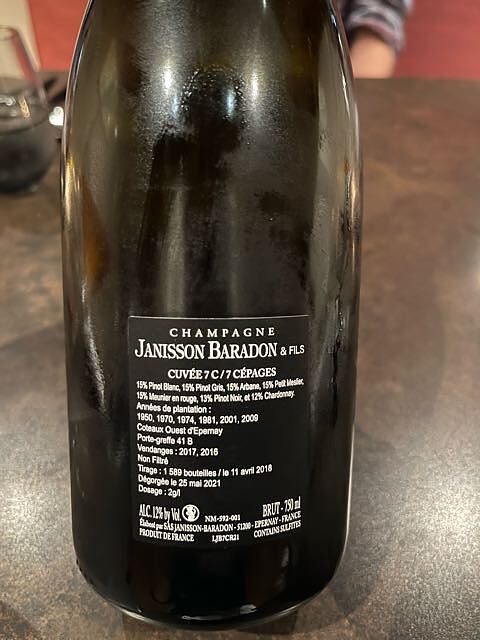 CHAMPAGNE
JANISSON BARADON & FILS
CUVÉE 7 C / 7 CÉPAGES
15% Pinot Blanc, 15% Pinot Gris, 15% Arbane, 15% Petit Meslier,
15% Meunier en rouge, 13% Pinot Noir, et 12% Chardonnay.
Années de plantation :
1950, 1970, 1974, 1981, 2001, 2009
Coteaux Ouest d'Epernay
Porte-greffe 41 B
Vendanges : 2017, 2016
Non Filtré
Tirage : 1 589 bouteilles / le 11 avril 2018
Dégorgée le 25 mai 2021
Dosage : 2g/l
ALC. 12% by Vol. NM-592-001 BRUT - 750 ml
Élaboré par SAS JANISSON-BARADON - 51200 - EPERNAY - FRANCE
PRODUIT DE FRANCE LJB7CR21 CONTAINS SULFITES